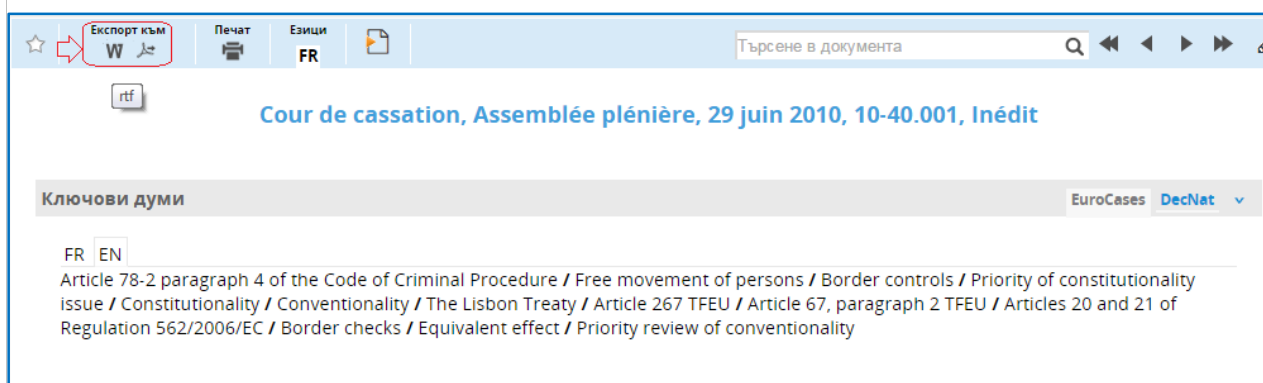 Експорт към Печат Езици
W FR
Търсене в документа
rtf
Cour de cassation, Assemblée plénière, 29 juin 2010, 10-40.001, Inédit
Ключови думи EuroCases DecNat
FR EN
Article 78-2 paragraph 4 of the Code of Criminal Procedure / Free movement of persons / Border controls / Priority of constitutionality
issue / Constitutionality / Conventionality / The Lisbon Treaty / Article 267 TFEU / Article 67, paragraph 2 TFEU / Articles 20 and 21 of
Regulation 562/2006/EC / Border checks / Equivalent effect / Priority review of conventionality